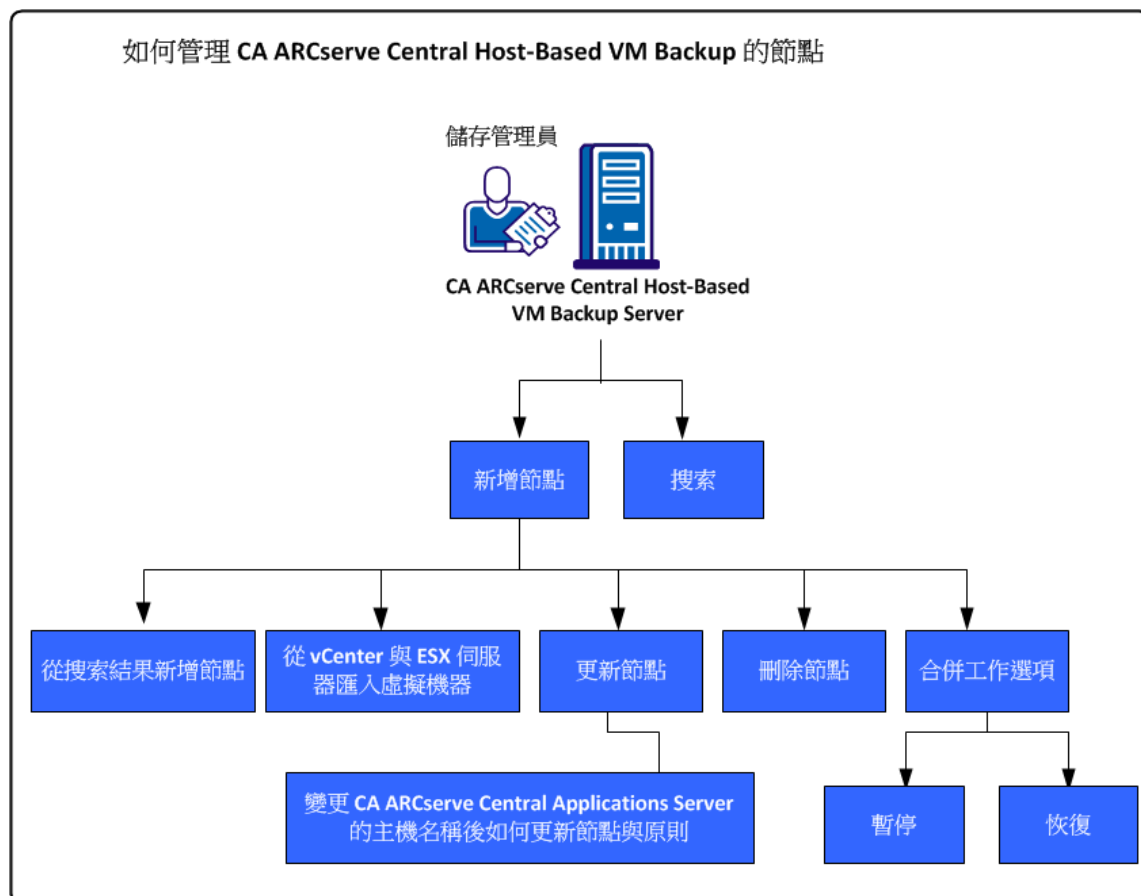 如何管理 CA ARCserve Central Host-Based VM Backup 的節點
儲存管理員
CA ARCserve Central Host-Based
VM Backup Server
新增節點
搜索
從搜索結果新增節點
從 vCenter 與 ESX 伺服
器匯入虛擬機器
更新節點
刪除節點
合併工作選項
變更 CA ARCserve Central Applications Server
的主機名稱後如何更新節點與原則
暫停
恢復